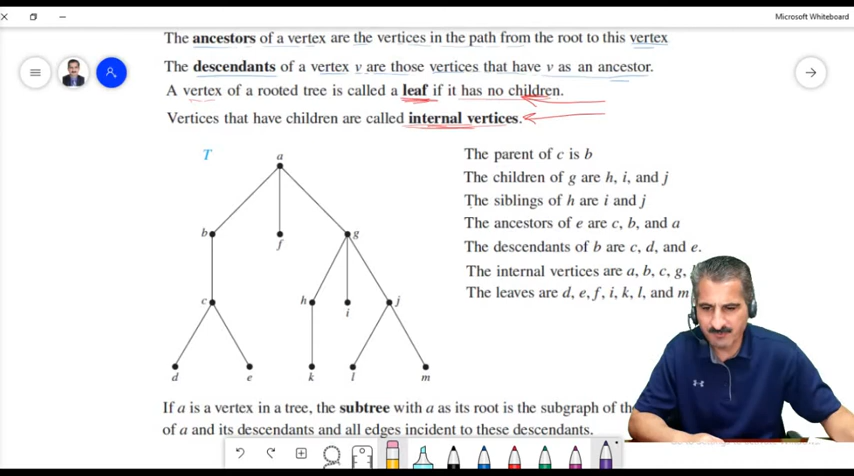 Microsoft Whiteboard
The ancestors of a vertex are the vertices in the path from the root to this vertex
The descendants of a vertex v are those vertices that have v as an ancestor.
A vertex of a rooted tree is called a leaf if it has no children.
Vertices that have children are called internal vertices.
T
a
b
f
g
c
h
i
j
d
e
k
l
m
The parent of c is b
The children of g are h, i, and j
The siblings of h are i and j
The ancestors of e are c, b, and a
The descendants of b are c, d, and e.
The internal vertices are a, b, c, g,
The leaves are d, e, f, i, k, l, and m
If a is a vertex in a tree, the subtree with a as its root is the subgraph of
of a and its descendants and all edges incident to these descendants.